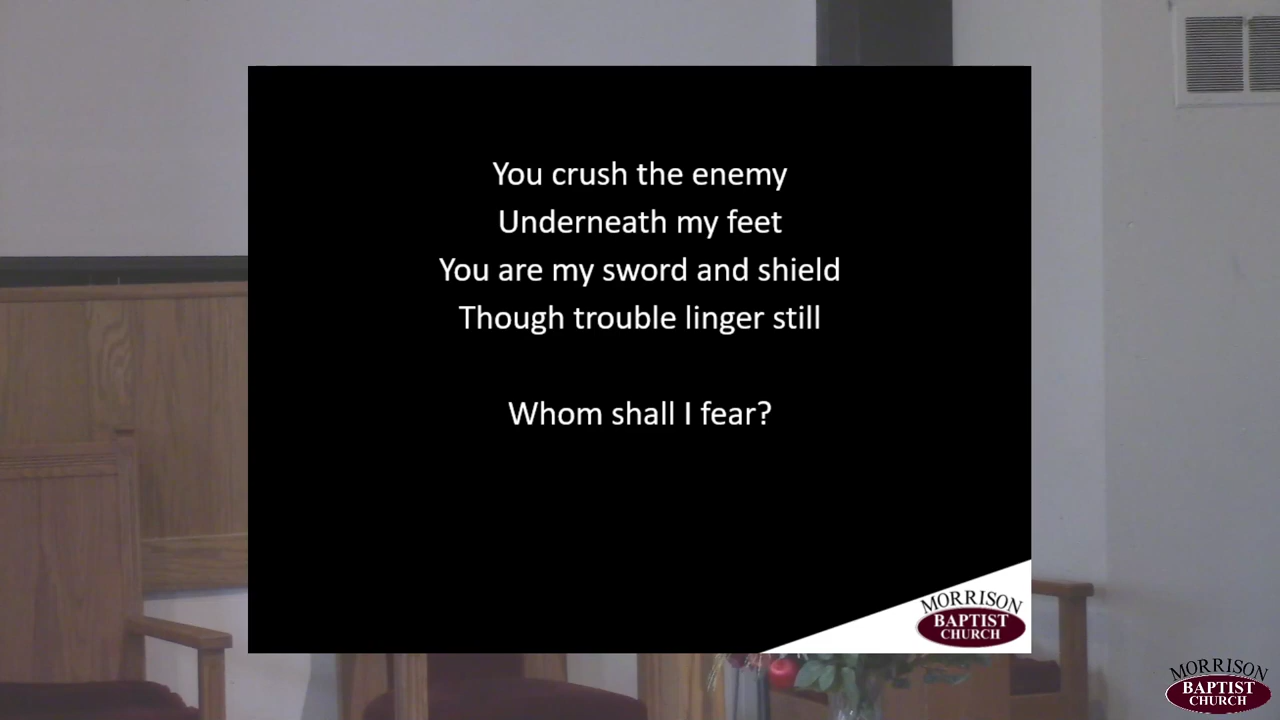 You crush the enemy
Underneath my feet
You are my sword and shield
Though trouble linger still
Whom shall I fear?
MORRISON
BAPTIST
CHURCH
MORRISON
BAPTIST
CHURCH